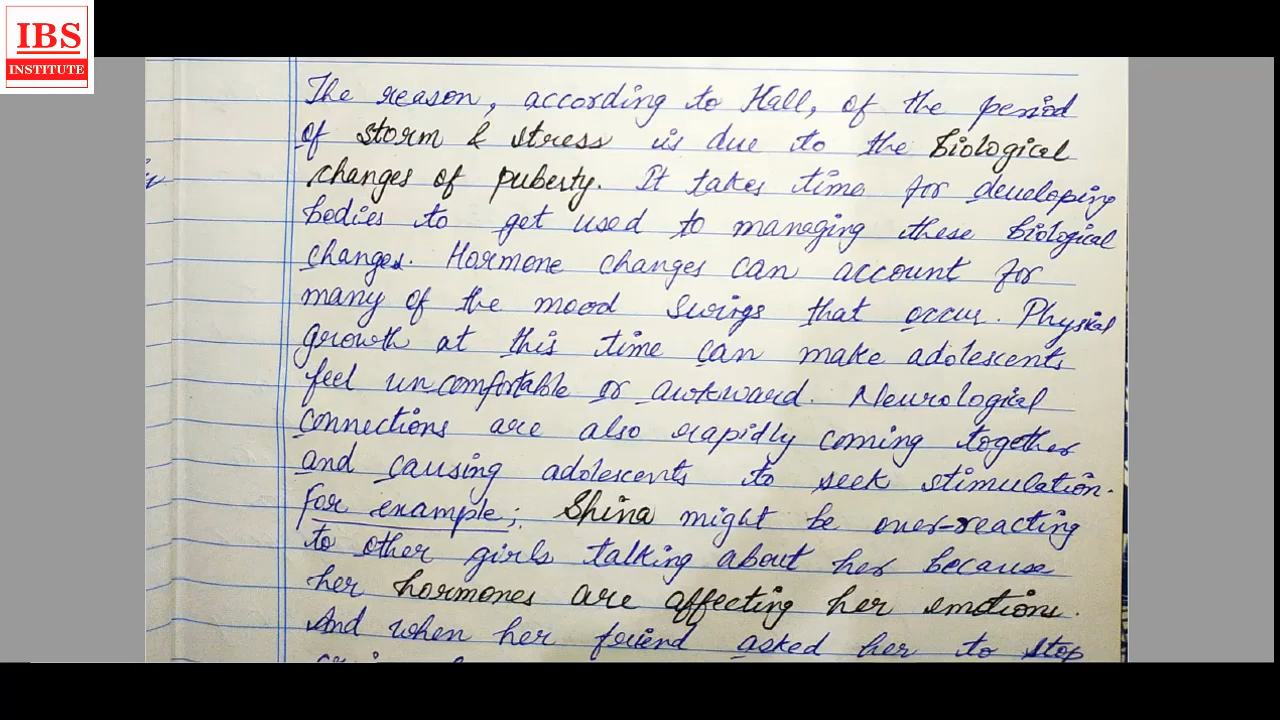 IBS
INSTITUTE
The reason, according to Hall, of the period
of storm & stress is due to the biological
changes of puberty. It takes time for developing
bodies to get used to managing these biological
changes. Hormone changes can account for
many of the mood swings that occur. Physical
growth at this time can make adolescents
feel uncomfortable or awkward. Neurological
connections are also rapidly coming together
and causing adolescents to seek stimulation.
for example; Shina might be over-reacting
to other girls talking about her because
her hormones are affecting her emotions.
And when her friend asked her to stop